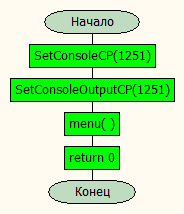 Начало
SetConsoleCP(1251)
SetConsoleOutputCP(1251)
menu( )
return 0
Конец